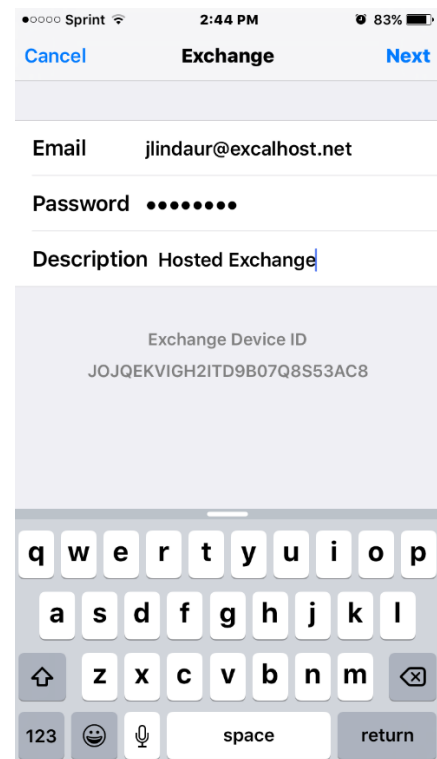 Sprint 2:44 PM 83%
Cancel Exchange Next
Email jlindaur@excalhost.net
Password ●●●●●●●●
Description Hosted Exchange
Exchange Device ID
JOJQEKVIGH2ITD9B07Q8S53AC8
q w e r t y u i o p
a s d f g h j k l
z x c v b n m
123 space return